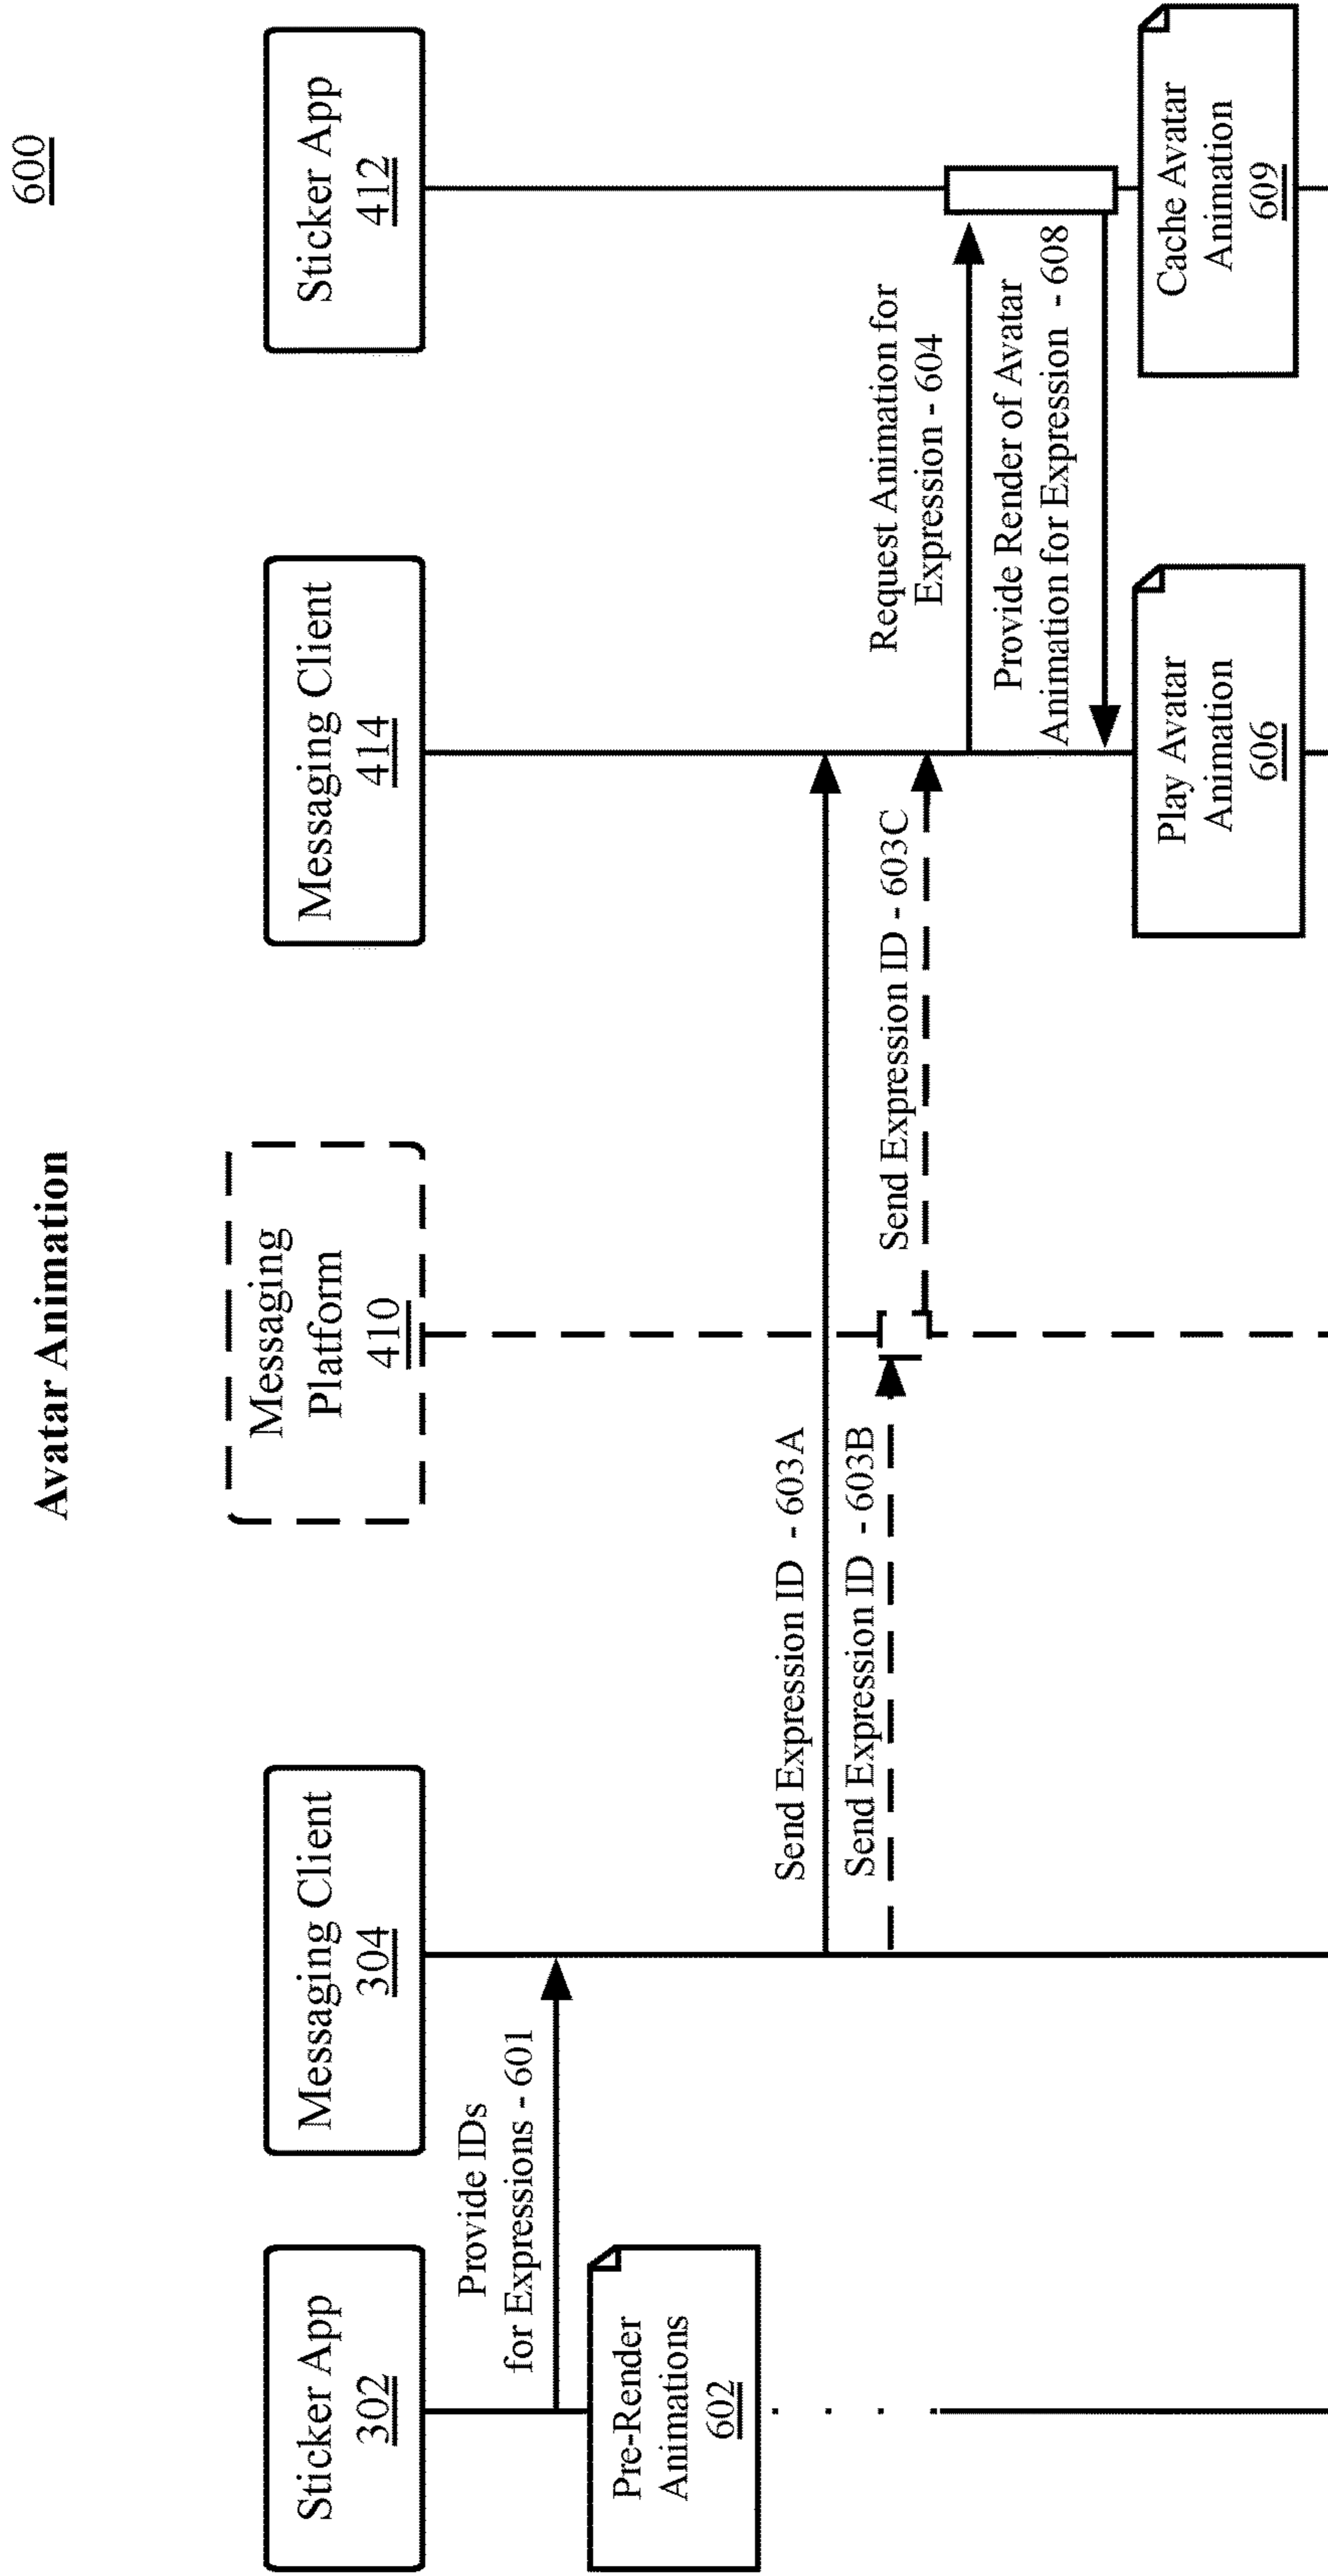 Avatar Animation
600
Sticker App
302
Messaging Client
304
Messaging
Platform
410
Messaging Client
414
Sticker App
412
Provide IDs
for Expressions - 601
Pre-Render
Animations
602
Send Expression ID - 603A
Send Expression ID - 603B
Send Expression ID - 603C
Request Animation for
Expression - 604
Provide Render of Avatar
Animation for Expression - 608
Play Avatar
Animation
606
Cache Avatar
Animation
609